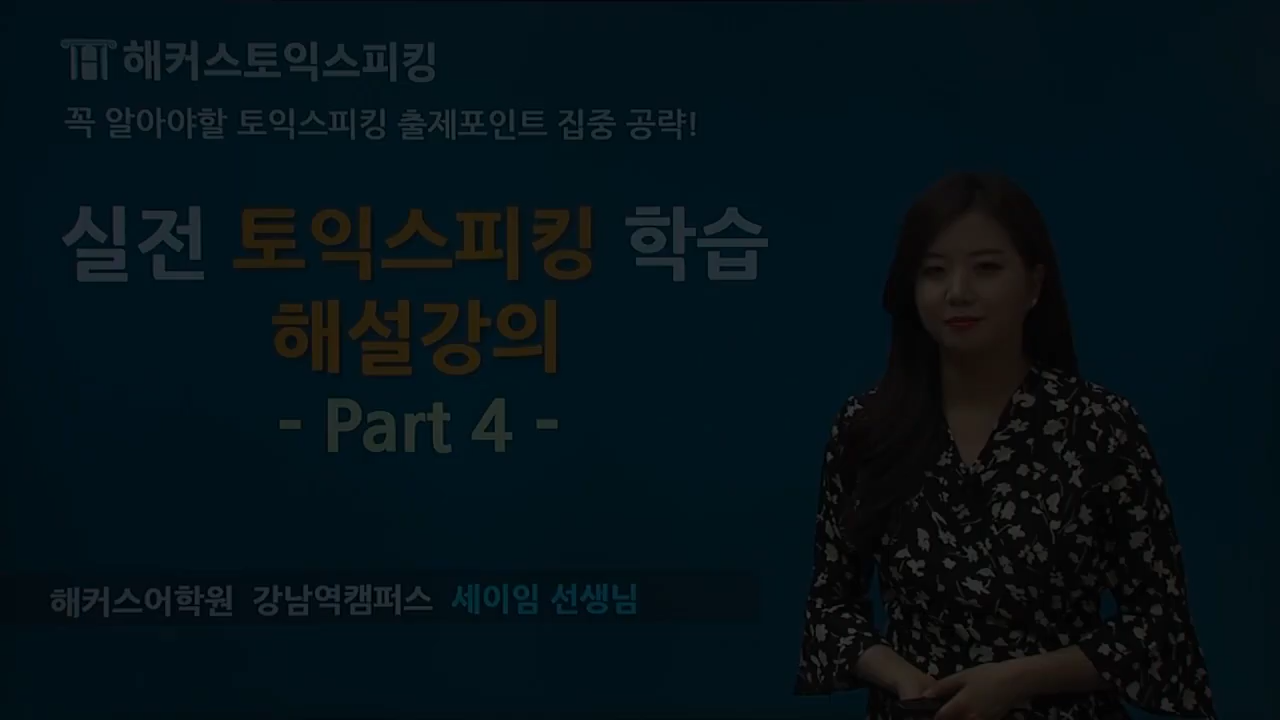 해커스토익스피킹
꼭 알아야할 토익스피킹 출제포인트 집중 공략!
실전 토익스피킹 학습
해설강의
- Part 4 -
해커스어학원 강남역캠퍼스 세이임 선생님